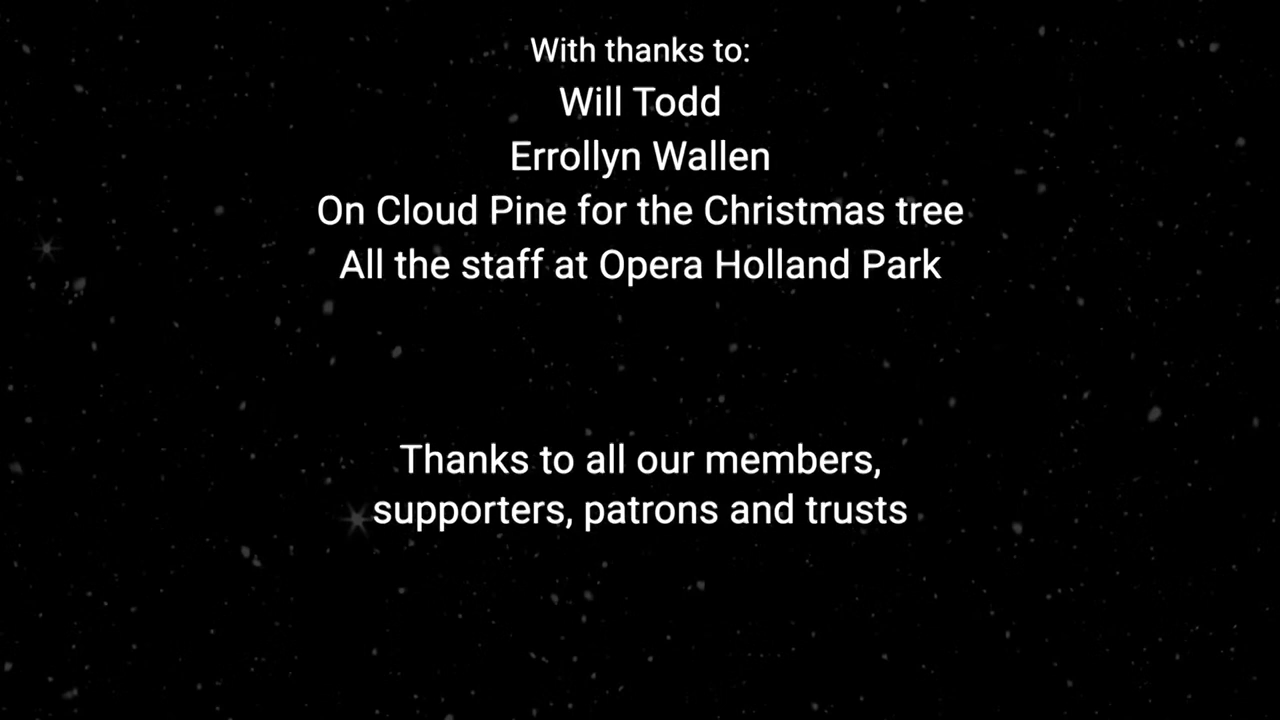 With thanks to:
Will Todd
Errollyn Wallen
On Cloud Pine for the Christmas tree
All the staff at Opera Holland Park
Thanks to all our members,
supporters, patrons and trusts